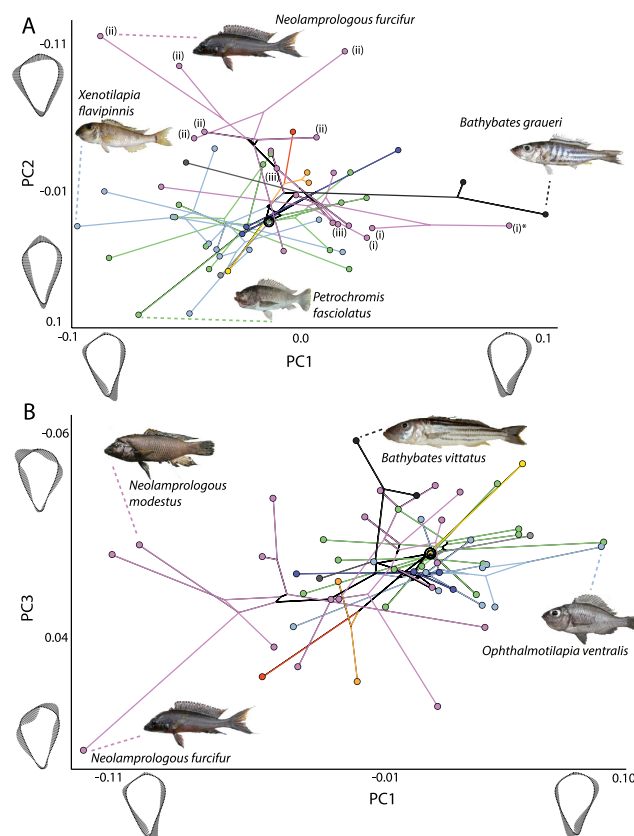 A
-0.11
(ii)
Neolamprologous furcifur
(ii)
(ii)
Xenotilapia
flavipinnis
(ii)
(ii)
Bathybates graueri
PC2
(iii)
-0.01
(iii)
(i)
(i)
(i)*
Petrochromis
fasciolatus
0.1
-0.1
0.0
0.1
PC1
B
-0.06
Neolamprologous
modestus
Bathybates vittatus
PC3
0.04
Ophthalmotilapia ventralis
Neolamprologous furcifur
-0.11
-0.01
0.10
PC1